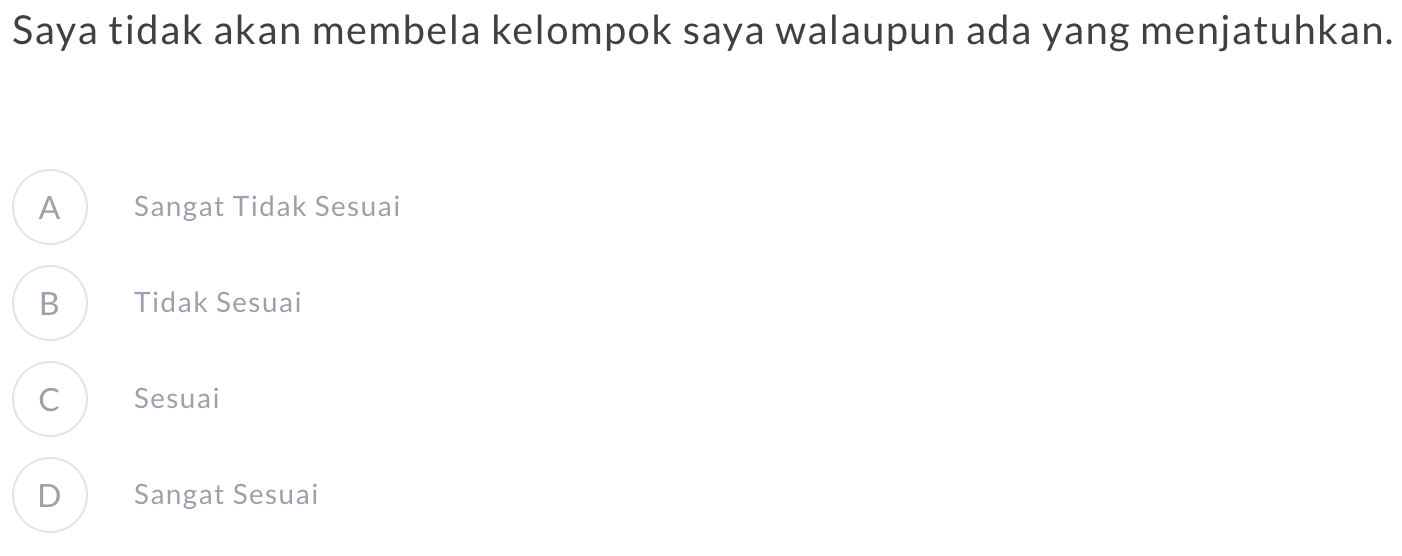 Saya tidak akan membela kelompok saya walaupun ada yang menjatuhkan.
A Sangat Tidak Sesuai
B Tidak Sesuai
C Sesuai
D Sangat Sesuai